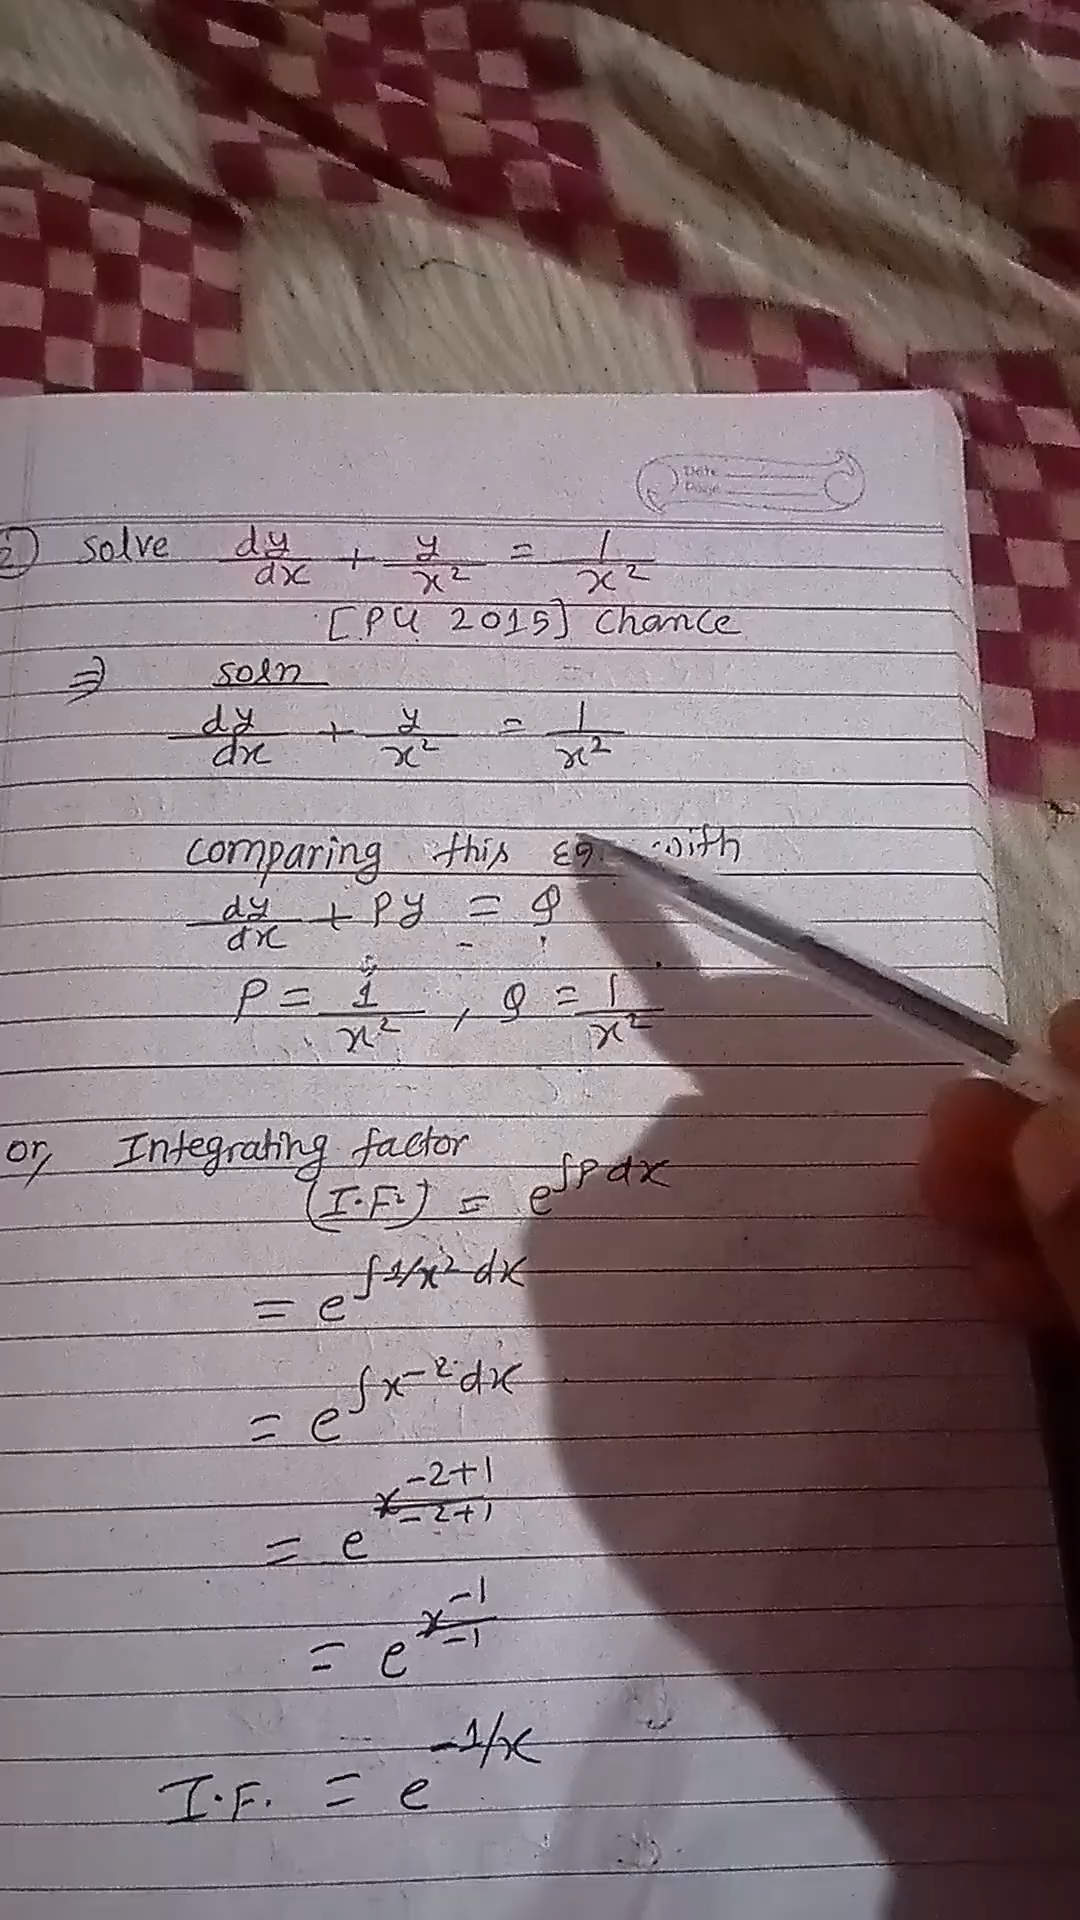 Date
Page
2) solve dy/dx + y/x² = 1/x²
[PU 2015] Chance
⇒ soln
dy/dx + y/x² = 1/x²
comparing this with
dy/dx + Py = Q
P = 1/x² , Q = 1/x²
or, Integrating factor
(I.F.) = e^∫P dx
= e^∫1/x² dx
= e^∫x^-2 dx
= e^x^-2+1/-2+1
= e^x^-1/-1
I.F. = e^-1/x